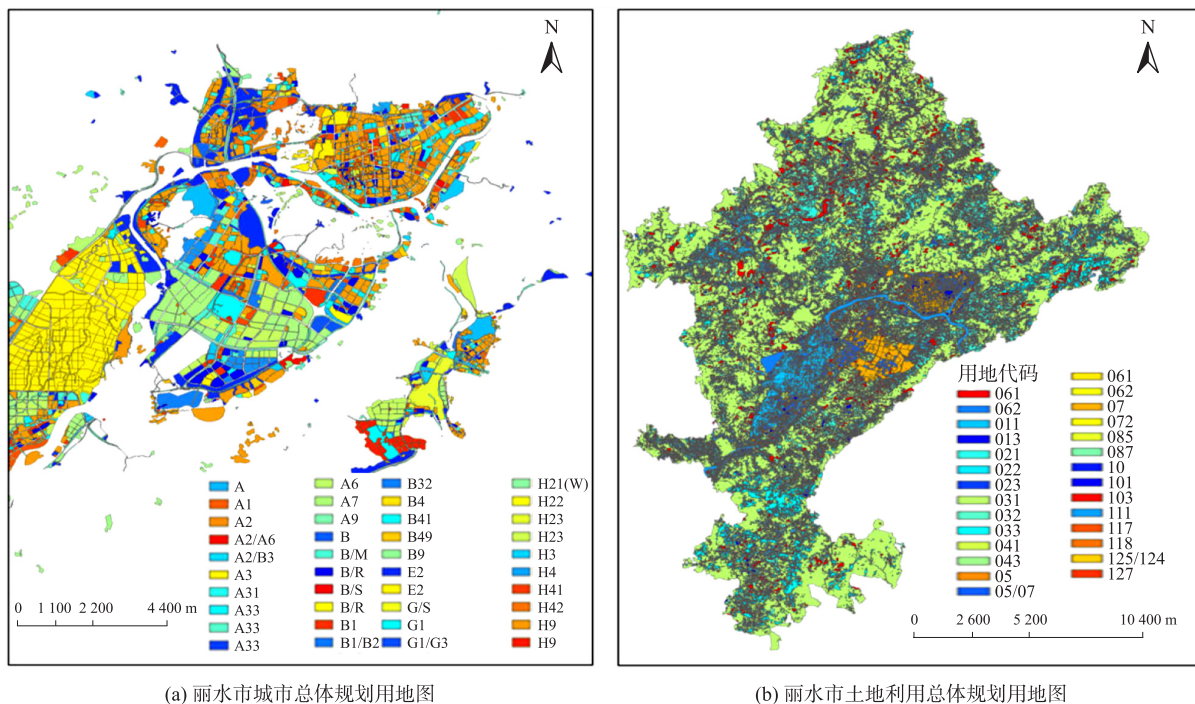 N
A
A1
A2
A2/A6
A2/B3
A3
A31
A33
A33
A33
A6
A7
A9
B
B/M
B/R
B/S
B/R
B1
B1/B2
B32
B4
B41
B49
B9
E2
E2
G/S
G1
G1/G3
H21(W)
H22
H23
H23
H3
H4
H41
H42
H9
H9
0 1 100 2 200 4 400 m
(a) 丽水市城市总体规划用地图
N
用地代码
061
062
011
013
021
022
023
031
032
033
041
043
05
05/07
061
062
07
072
085
087
10
101
103
111
117
118
125/124
127
0 2 600 5 200 10 400 m
(b) 丽水市土地利用总体规划用地图